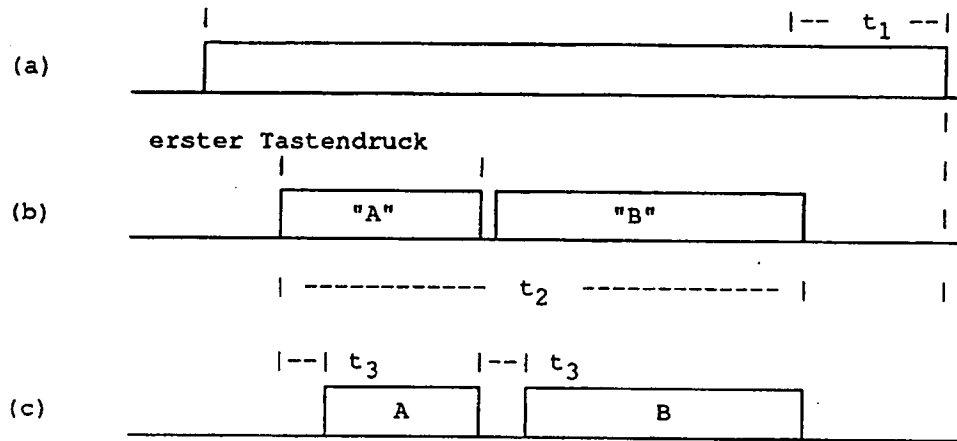 |-- t1 --|
(a)
erster Tastendruck
(b) "A" "B"
|------------ t2 ------------|
|--| t3 |--| t3
(c) A B